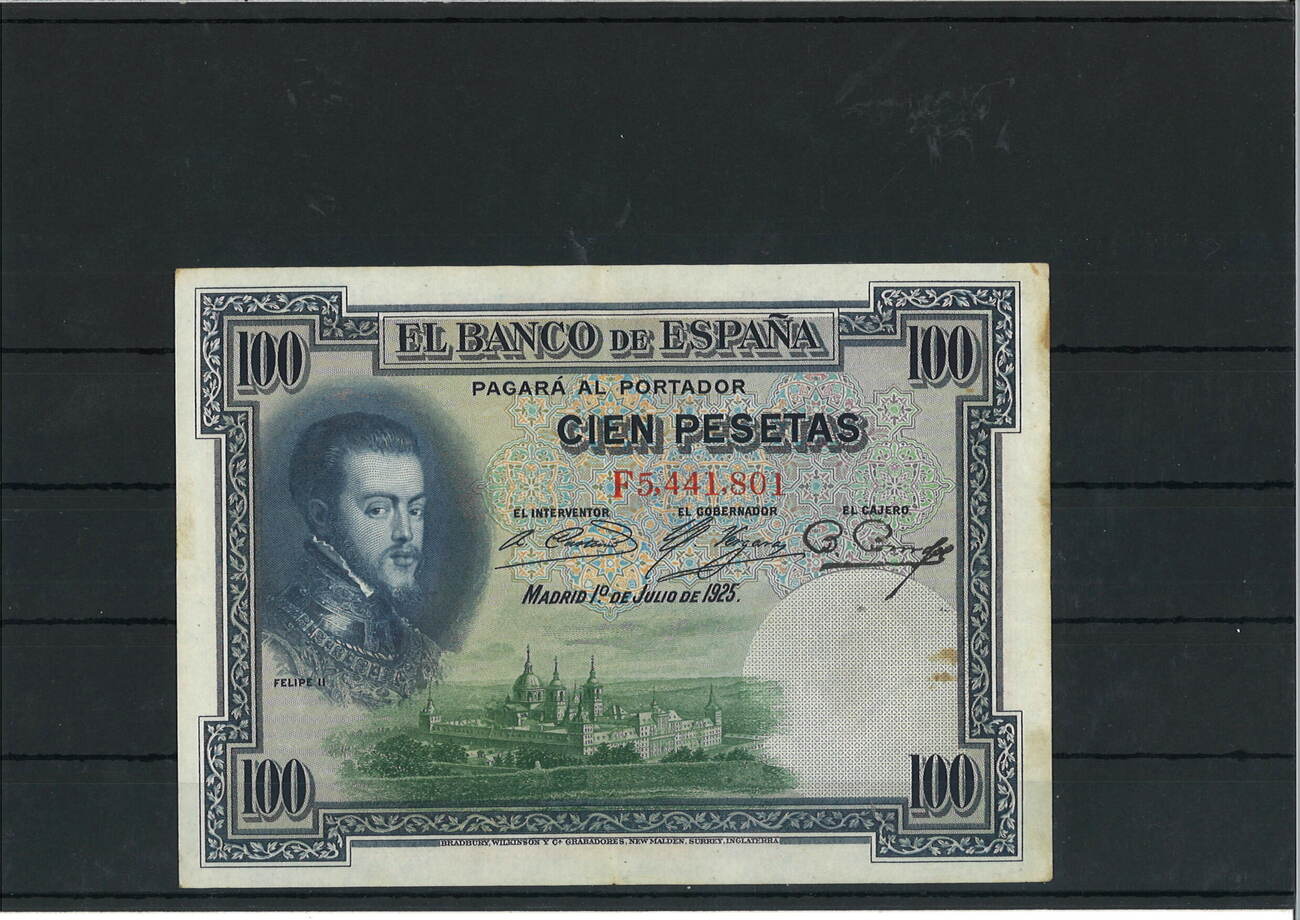 EL BANCO DE ESPAÑA
100
100
PAGARÁ AL PORTADOR
CIEN PESETAS
F5,441,801
EL INTERVENTOR EL GOBERNADOR EL CAJERO
MADRID 1º DE JULIO DE 1925.
FELIPE II
100
100
BRADBURY, WILKINSON Y Cª GRABADORES, NEW MALDEN, SURREY, INGLATERRA